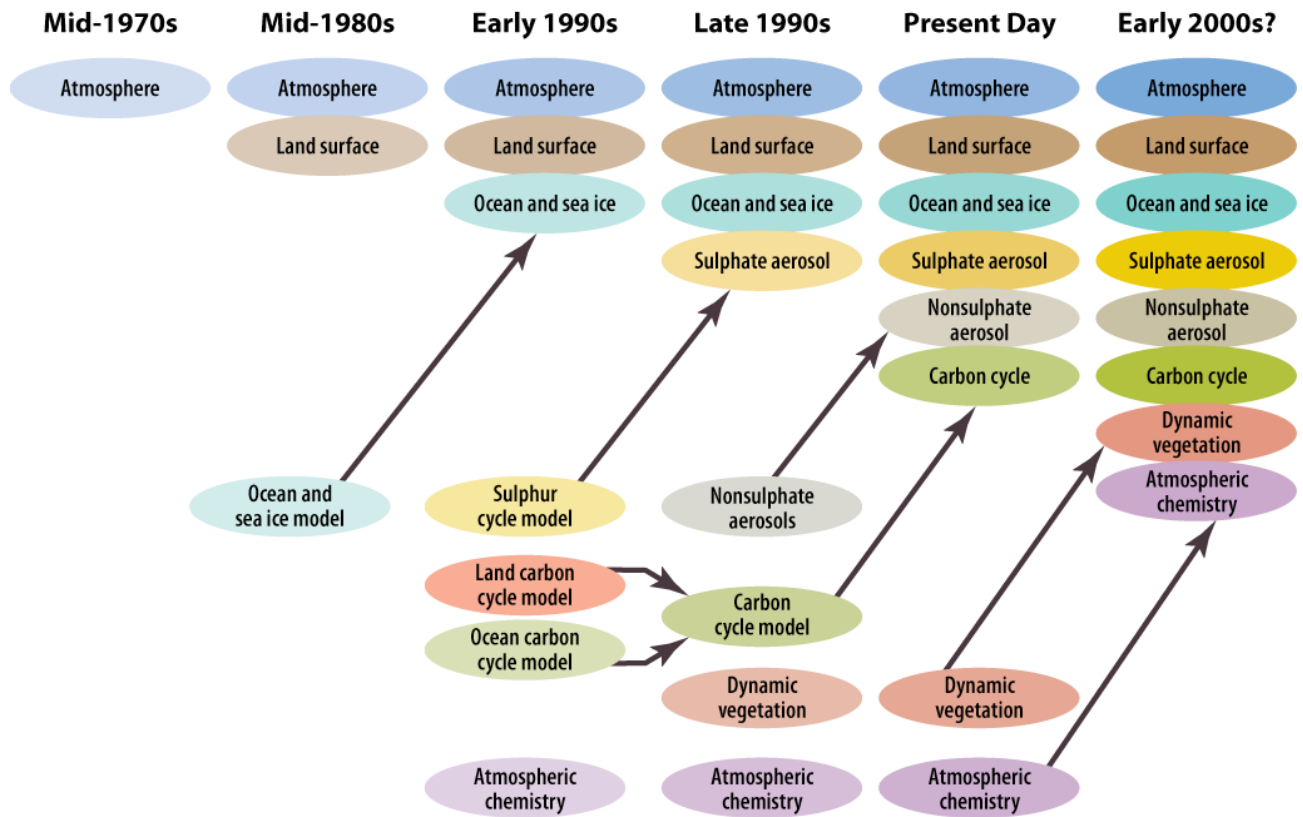 Mid-1970s Mid-1980s Early 1990s Late 1990s Present Day Early 2000s?
Atmosphere Atmosphere Atmosphere Atmosphere Atmosphere Atmosphere
Land surface Land surface Land surface Land surface Land surface
Ocean and sea ice Ocean and sea ice Ocean and sea ice Ocean and sea ice
Sulphate aerosol Sulphate aerosol Sulphate aerosol
Nonsulphate
aerosol
Nonsulphate
aerosol
Carbon cycle Carbon cycle
Dynamic
vegetation
Ocean and
sea ice model
Sulphur
cycle model
Nonsulphate
aerosols
Atmospheric
chemistry
Land carbon
cycle model
Carbon
cycle model
Ocean carbon
cycle model
Dynamic
vegetation
Dynamic
vegetation
Atmospheric
chemistry
Atmospheric
chemistry
Atmospheric
chemistry